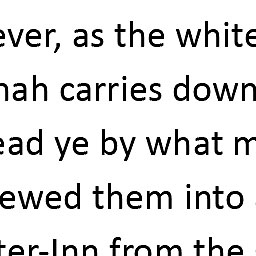 ever, as the white
nah carries down
ead ye by what m
ewed them into
ter-Inn from the